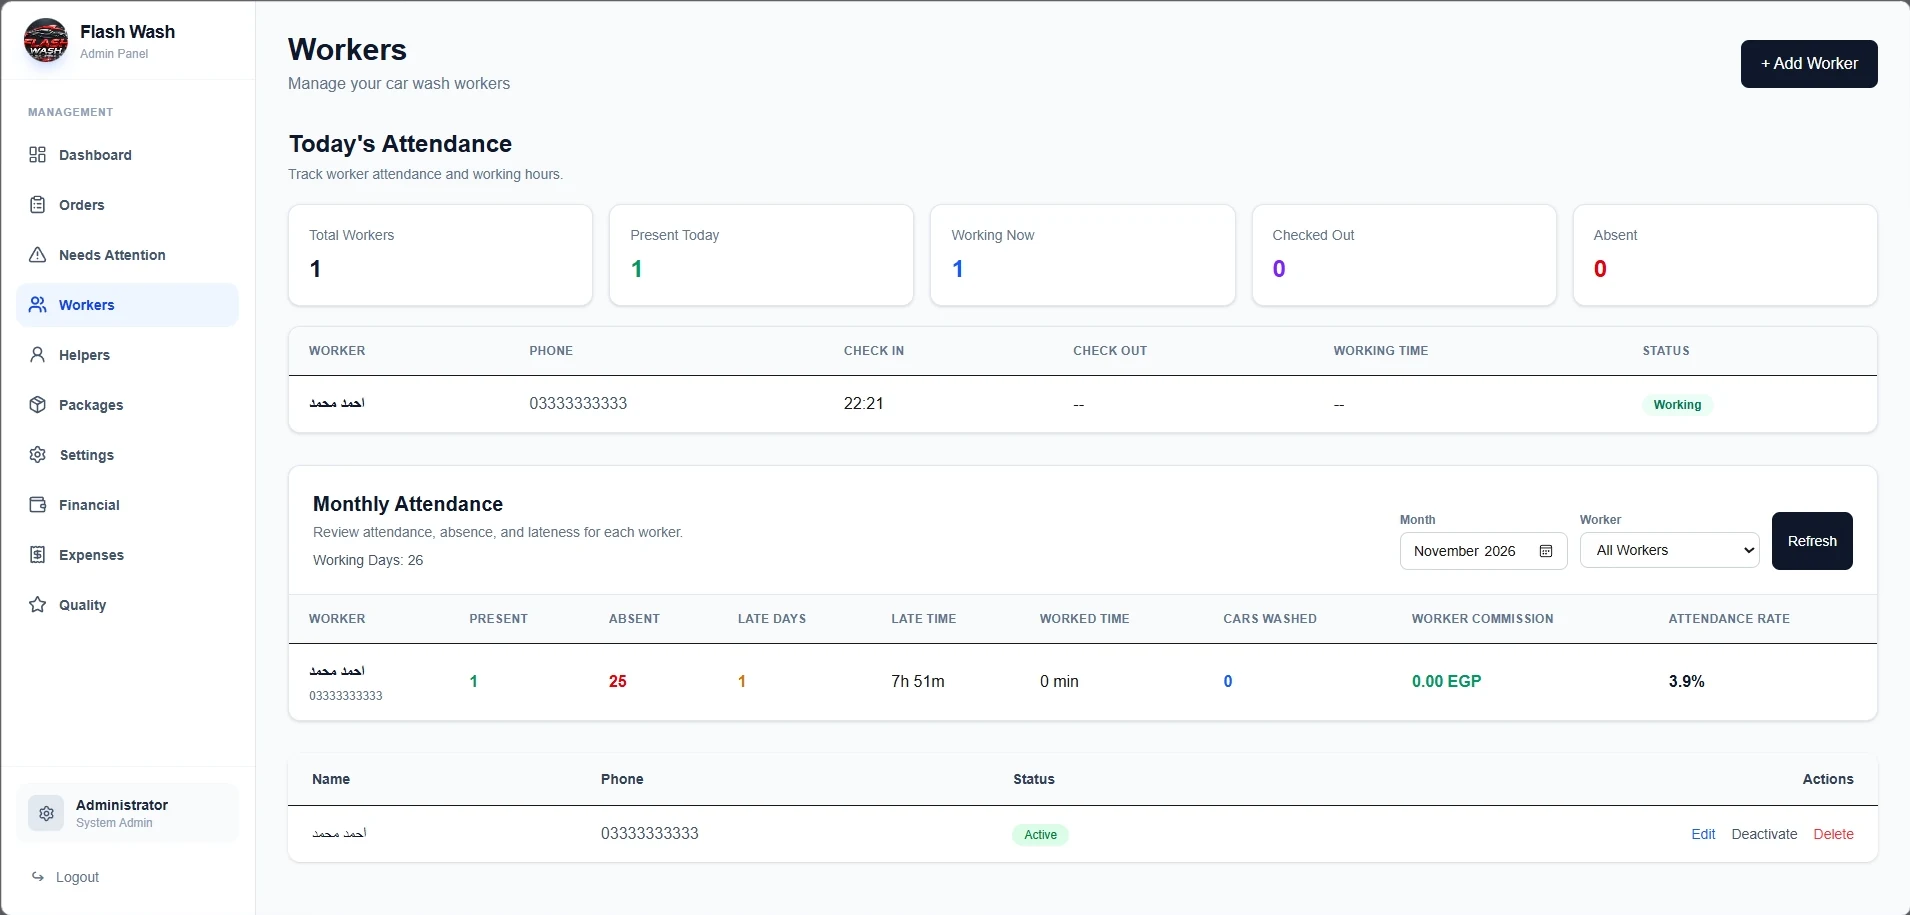 FLASH
WASH
Flash Wash
Admin Panel
MANAGEMENT
Dashboard
Orders
Needs Attention
Workers
Helpers
Packages
Settings
Financial
Expenses
Quality
Administrator
System Admin
Logout
Workers
Manage your car wash workers
+ Add Worker
Today's Attendance
Track worker attendance and working hours.
Total Workers
1
Present Today
1
Working Now
1
Checked Out
0
Absent
0
WORKER PHONE CHECK IN CHECK OUT WORKING TIME STATUS
احمد محمد 03333333333 22:21 -- -- Working
Monthly Attendance
Review attendance, absence, and lateness for each worker.
Working Days: 26
Month
November 2026
Worker
All Workers
Refresh
WORKER PRESENT ABSENT LATE DAYS LATE TIME WORKED TIME CARS WASHED WORKER COMMISSION ATTENDANCE RATE
احمد محمد
03333333333
1 25 1 7h 51m 0 min 0 0.00 EGP 3.9%
Name Phone Status Actions
احمد محمد 03333333333 Active Edit Deactivate Delete